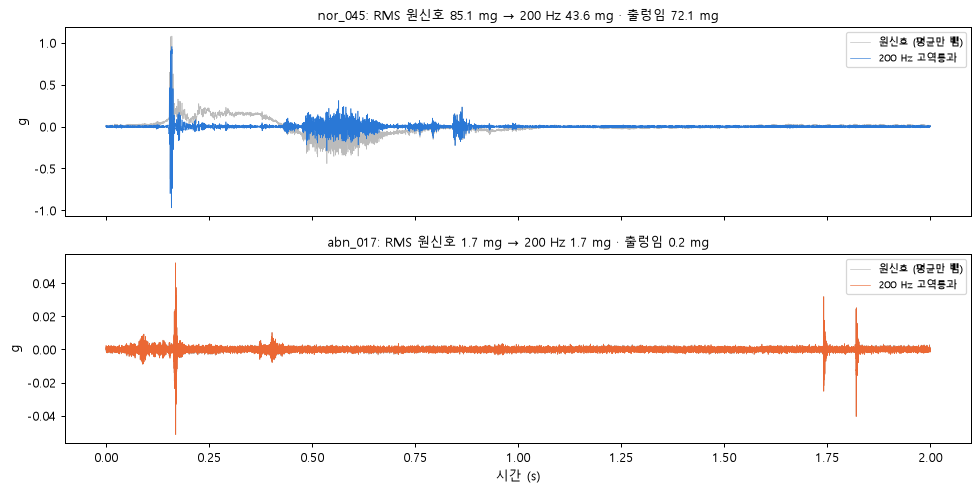 nor_045: RMS 원신호 85.1 mg → 200 Hz 43.6 mg · 출렁임 72.1 mg
원신호 (평균만 뺌)
200 Hz 고역통과
1.0
0.5
0.0
-0.5
-1.0
g
abn_017: RMS 원신호 1.7 mg → 200 Hz 1.7 mg · 출렁임 0.2 mg
원신호 (평균만 뺌)
200 Hz 고역통과
0.04
0.02
0.00
-0.02
-0.04
g
0.00 0.25 0.50 0.75 1.00 1.25 1.50 1.75 2.00
시간 (s)